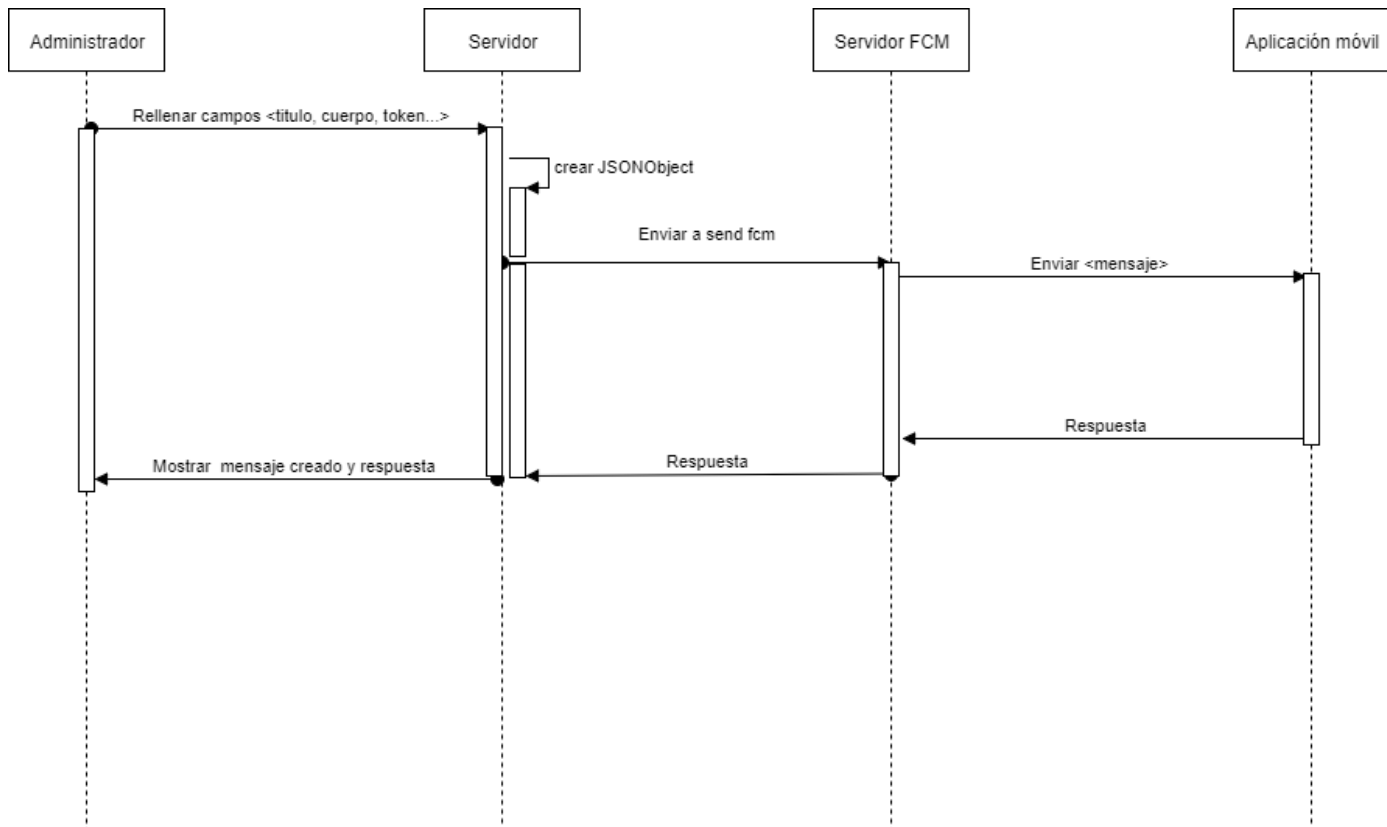 Administrador
Servidor
Servidor FCM
Aplicación móvil
Rellenar campos <titulo, cuerpo, token...>
crear JSONObject
Enviar a send fcm
Enviar <mensaje>
Respuesta
Respuesta
Mostrar  mensaje creado y respuesta